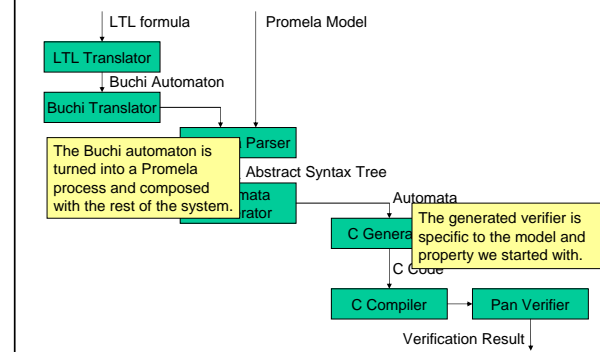 LTL formula
Promela Model
LTL Translator
Buchi Automaton
Buchi Translator
Parser
The Buchi automaton is
turned into a Promela
process and composed
with the rest of the system.
Abstract Syntax Tree
Automata
The generated verifier is
specific to the model and
property we started with.
C Code
C Compiler
Pan Verifier
Verification Result